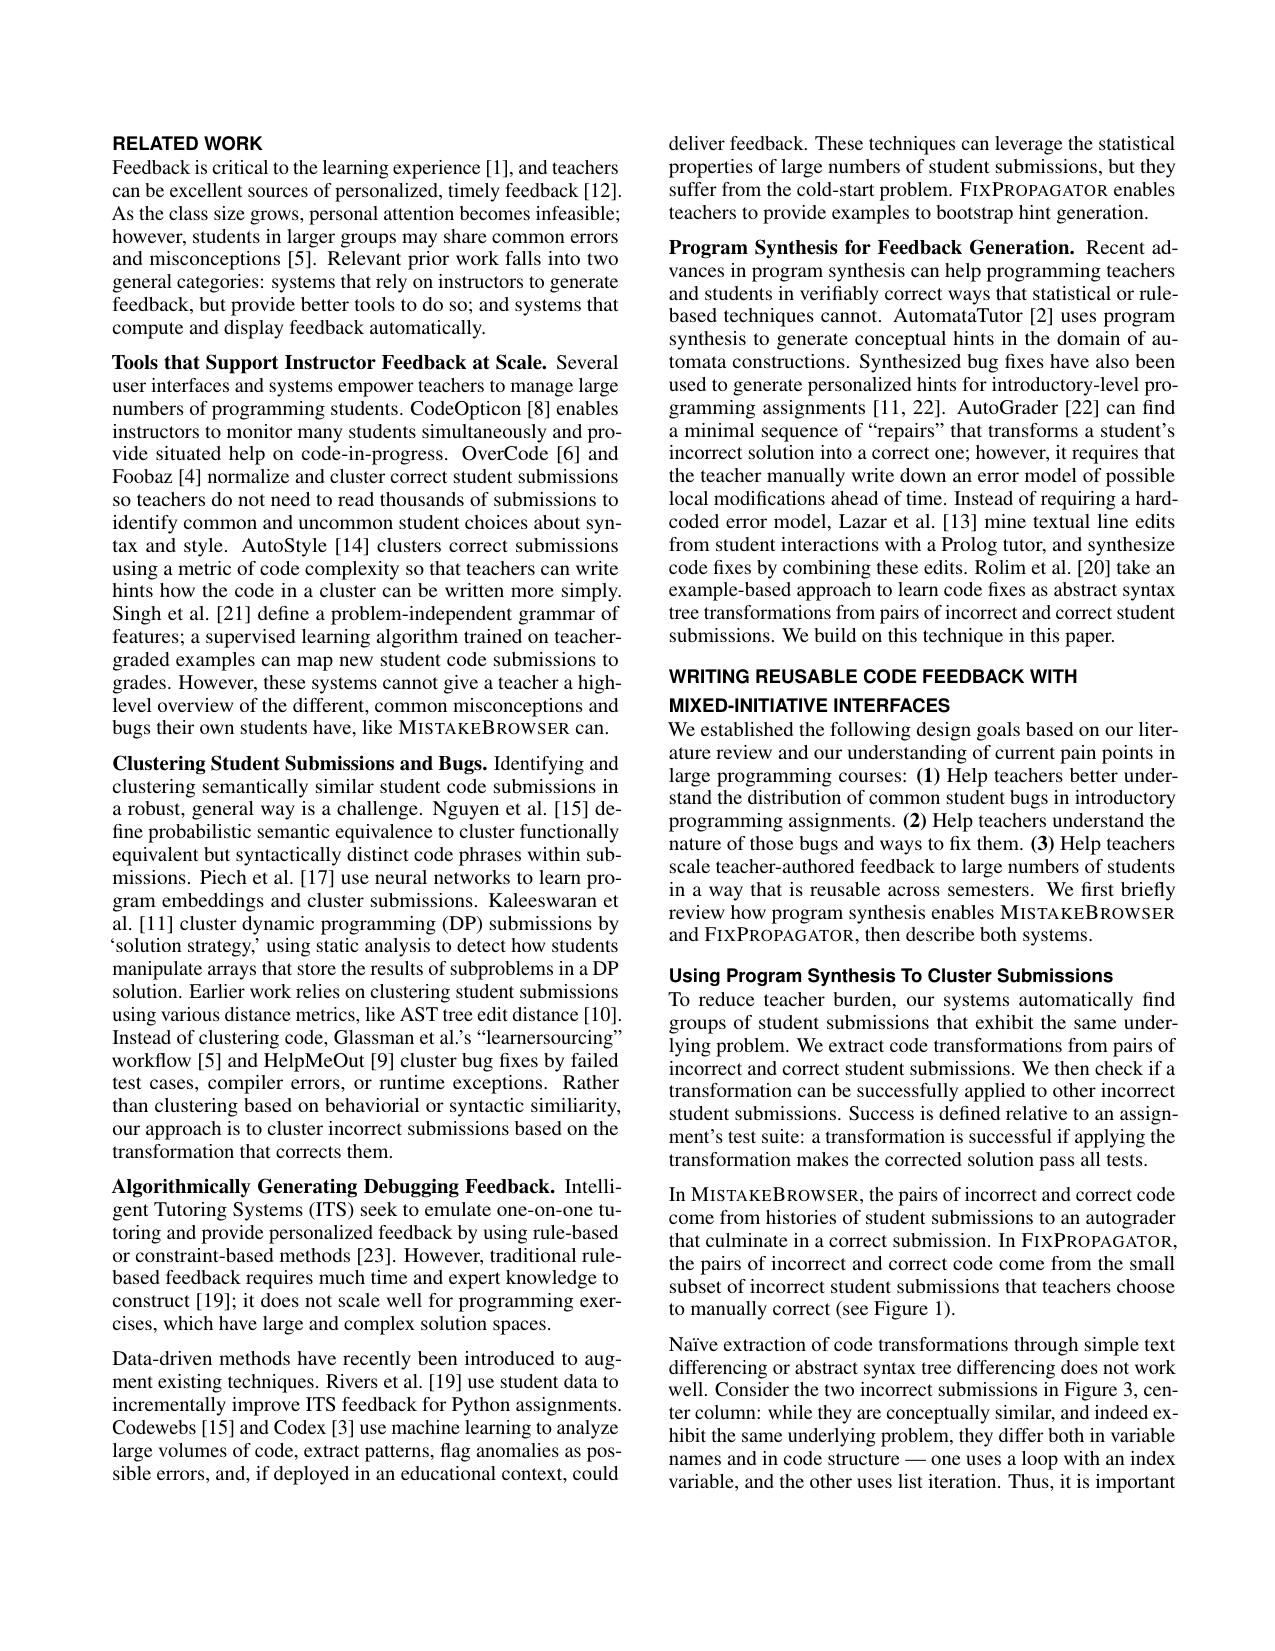 RELATED WORK
Feedback is critical to the learning experience [1], and teachers
can be excellent sources of personalized, timely feedback [12].
As the class size grows, personal attention becomes infeasible;
however, students in larger groups may share common errors
and misconceptions [5]. Relevant prior work falls into two
general categories: systems that rely on instructors to generate
feedback, but provide better tools to do so; and systems that
compute and display feedback automatically.
Tools that Support Instructor Feedback at Scale. Several
user interfaces and systems empower teachers to manage large
numbers of programming students. CodeOpticon [8] enables
instructors to monitor many students simultaneously and pro-
vide situated help on code-in-progress. OverCode [6] and
Foobaz [4] normalize and cluster correct student submissions
so teachers do not need to read thousands of submissions to
identify common and uncommon student choices about syn-
tax and style. AutoStyle [14] clusters correct submissions
using a metric of code complexity so that teachers can write
hints how the code in a cluster can be written more simply.
Singh et al. [21] define a problem-independent grammar of
features; a supervised learning algorithm trained on teacher-
graded examples can map new student code submissions to
grades. However, these systems cannot give a teacher a high-
level overview of the different, common misconceptions and
bugs their own students have, like MISTAKEBROWSER can.
Clustering Student Submissions and Bugs. Identifying and
clustering semantically similar student code submissions in
a robust, general way is a challenge. Nguyen et al. [15] de-
fine probabilistic semantic equivalence to cluster functionally
equivalent but syntactically distinct code phrases within sub-
missions. Piech et al. [17] use neural networks to learn pro-
gram embeddings and cluster submissions. Kaleeswaran et
al. [11] cluster dynamic programming (DP) submissions by
‘solution strategy,’ using static analysis to detect how students
manipulate arrays that store the results of subproblems in a DP
solution. Earlier work relies on clustering student submissions
using various distance metrics, like AST tree edit distance [10].
Instead of clustering code, Glassman et al.’s “learnersourcing”
workflow [5] and HelpMeOut [9] cluster bug fixes by failed
test cases, compiler errors, or runtime exceptions. Rather
than clustering based on behaviorial or syntactic similiarity,
our approach is to cluster incorrect submissions based on the
transformation that corrects them.
Algorithmically Generating Debugging Feedback. Intelli-
gent Tutoring Systems (ITS) seek to emulate one-on-one tu-
toring and provide personalized feedback by using rule-based
or constraint-based methods [23]. However, traditional rule-
based feedback requires much time and expert knowledge to
construct [19]; it does not scale well for programming exer-
cises, which have large and complex solution spaces.
Data-driven methods have recently been introduced to aug-
ment existing techniques. Rivers et al. [19] use student data to
incrementally improve ITS feedback for Python assignments.
Codewebs [15] and Codex [3] use machine learning to analyze
large volumes of code, extract patterns, flag anomalies as pos-
sible errors, and, if deployed in an educational context, could
deliver feedback. These techniques can leverage the statistical
properties of large numbers of student submissions, but they
suffer from the cold-start problem. FIXPROPAGATOR enables
teachers to provide examples to bootstrap hint generation.
Program Synthesis for Feedback Generation. Recent ad-
vances in program synthesis can help programming teachers
and students in verifiably correct ways that statistical or rule-
based techniques cannot. AutomataTutor [2] uses program
synthesis to generate conceptual hints in the domain of au-
tomata constructions. Synthesized bug fixes have also been
used to generate personalized hints for introductory-level pro-
gramming assignments [11, 22]. AutoGrader [22] can find
a minimal sequence of “repairs” that transforms a student’s
incorrect solution into a correct one; however, it requires that
the teacher manually write down an error model of possible
local modifications ahead of time. Instead of requiring a hard-
coded error model, Lazar et al. [13] mine textual line edits
from student interactions with a Prolog tutor, and synthesize
code fixes by combining these edits. Rolim et al. [20] take an
example-based approach to learn code fixes as abstract syntax
tree transformations from pairs of incorrect and correct student
submissions. We build on this technique in this paper.
WRITING REUSABLE CODE FEEDBACK WITH
MIXED-INITIATIVE INTERFACES
We established the following design goals based on our liter-
ature review and our understanding of current pain points in
large programming courses: (1) Help teachers better under-
stand the distribution of common student bugs in introductory
programming assignments. (2) Help teachers understand the
nature of those bugs and ways to fix them. (3) Help teachers
scale teacher-authored feedback to large numbers of students
in a way that is reusable across semesters. We first briefly
review how program synthesis enables MISTAKEBROWSER
and FIXPROPAGATOR, then describe both systems.
Using Program Synthesis To Cluster Submissions
To reduce teacher burden, our systems automatically find
groups of student submissions that exhibit the same under-
lying problem. We extract code transformations from pairs of
incorrect and correct student submissions. We then check if a
transformation can be successfully applied to other incorrect
student submissions. Success is defined relative to an assign-
ment’s test suite: a transformation is successful if applying the
transformation makes the corrected solution pass all tests.
In MISTAKEBROWSER, the pairs of incorrect and correct code
come from histories of student submissions to an autograder
that culminate in a correct submission. In FIXPROPAGATOR,
the pairs of incorrect and correct code come from the small
subset of incorrect student submissions that teachers choose
to manually correct (see Figure 1).
Naïve extraction of code transformations through simple text
differencing or abstract syntax tree differencing does not work
well. Consider the two incorrect submissions in Figure 3, cen-
ter column: while they are conceptually similar, and indeed ex-
hibit the same underlying problem, they differ both in variable
names and in code structure — one uses a loop with an index
variable, and the other uses list iteration. Thus, it is important